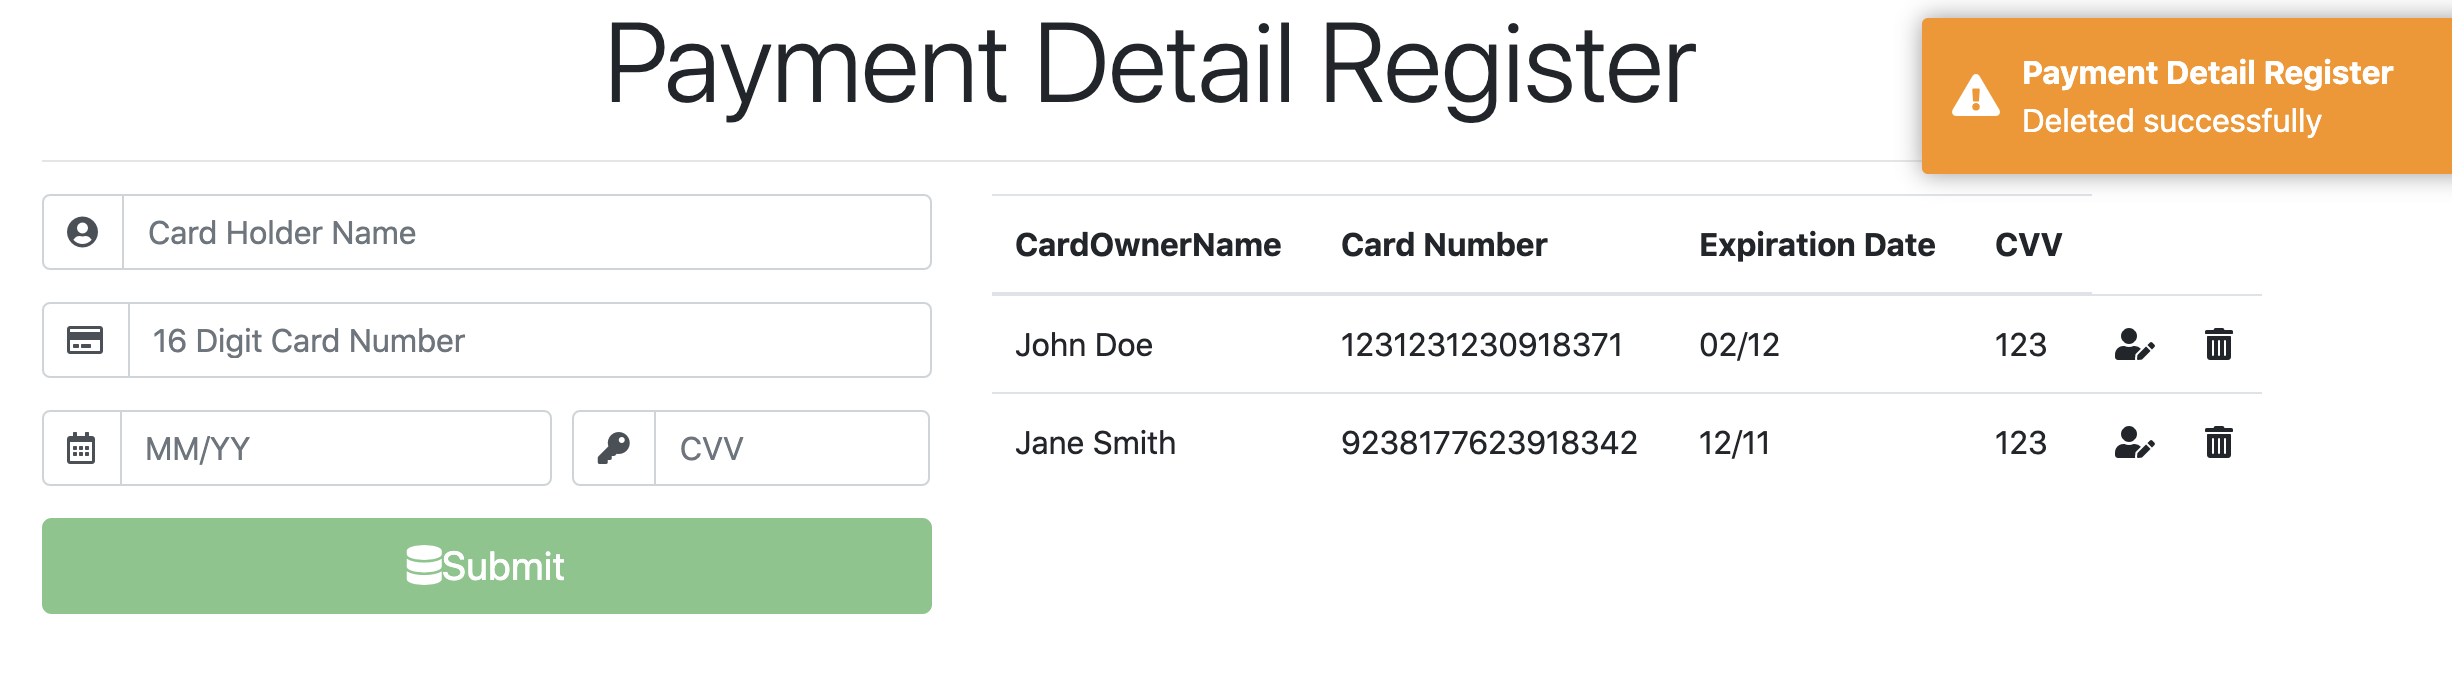 Payment Detail Register
Payment Detail Register
Deleted successfully
Card Holder Name
16 Digit Card Number
MM/YY
CVV
Submit
CardOwnerName Card Number Expiration Date CVV
John Doe 1231231230918371 02/12 123
Jane Smith 9238177623918342 12/11 123